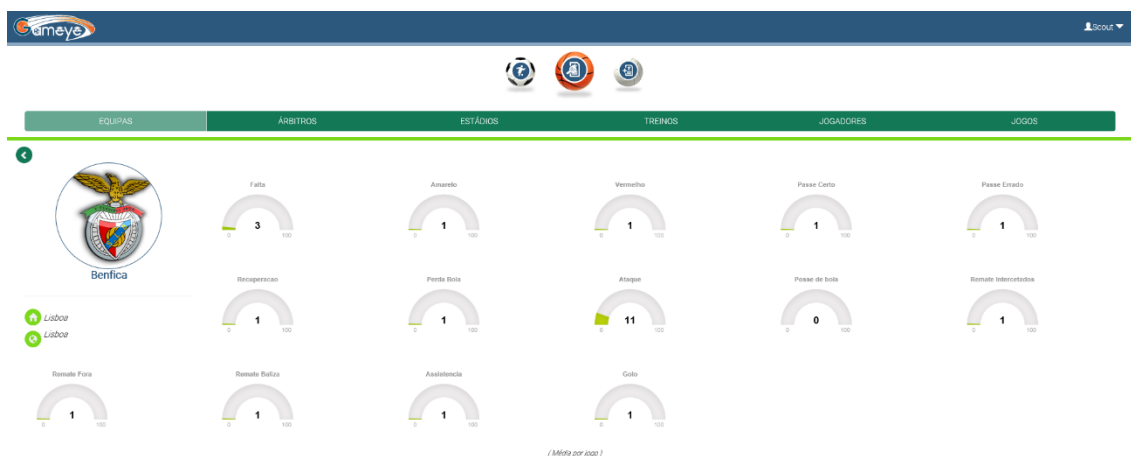 Gameye
Scout
EQUIPAS ÁRBITROS ESTÁDIOS TREINOS JOGADORES JOGOS
Benfica
Lisboa
Lisboa
Falta Amarelo Vermelho Passe Certo Passe Errado
3 1 1 1 1
0 100 0 100 0 100 0 100 0 100
Recuperacao Perda Bola Ataque Posse de bola Remate Intercetados
1 1 11 0 1
0 100 0 100 0 100 0 100 0 100
Remate Fora Remate Baliza Assistencia Golo
1 1 1 1
0 100 0 100 0 100 0 100
( Média por jogo )